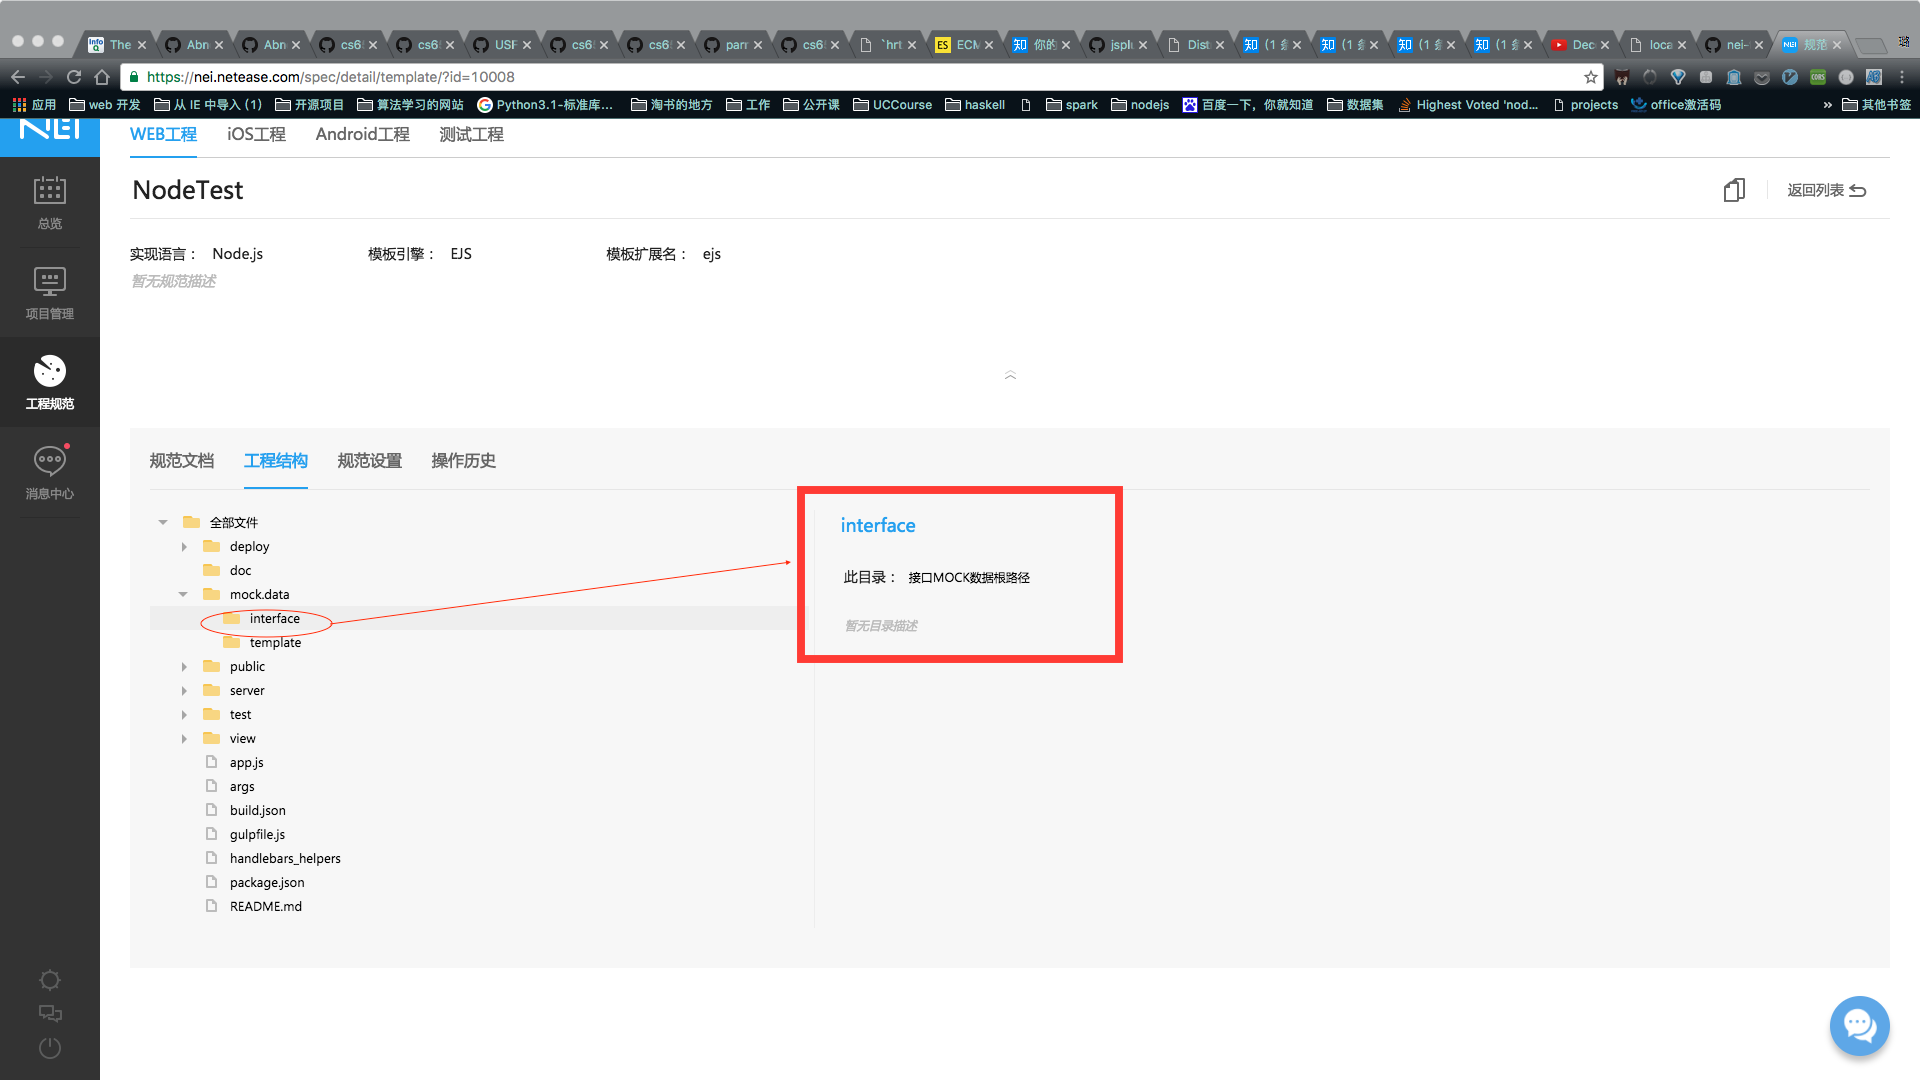 The Abn Abn cs6 cs6 USF cs6 cs6 parr cs6 `hrt ECM 你的 jspl Dist (1 条 (1 条 (1 条 (1 条 Dec loca nei- 规范
https://nei.netease.com/spec/detail/template/?id=10008
应用 web 开发 从 IE 中导入 (1) 开源项目 算法学习的网站 Python3.1-标准库... 淘书的地方 工作 公开课 UCCourse haskell spark nodejs 百度一下，你就知道 数据集 Highest Voted 'nod... projects office激活码 » 其他书签
NEI
WEB工程 iOS工程 Android工程 测试工程
NodeTest
返回列表
总览
项目管理
工程规范
消息中心
实现语言： Node.js 模板引擎： EJS 模板扩展名： ejs
暂无规范描述
规范文档 工程结构 规范设置 操作历史
全部文件
deploy
doc
mock.data
interface
template
public
server
test
view
app.js
args
build.json
gulpfile.js
handlebars_helpers
package.json
README.md
interface
此目录： 接口MOCK数据根路径
暂无目录描述